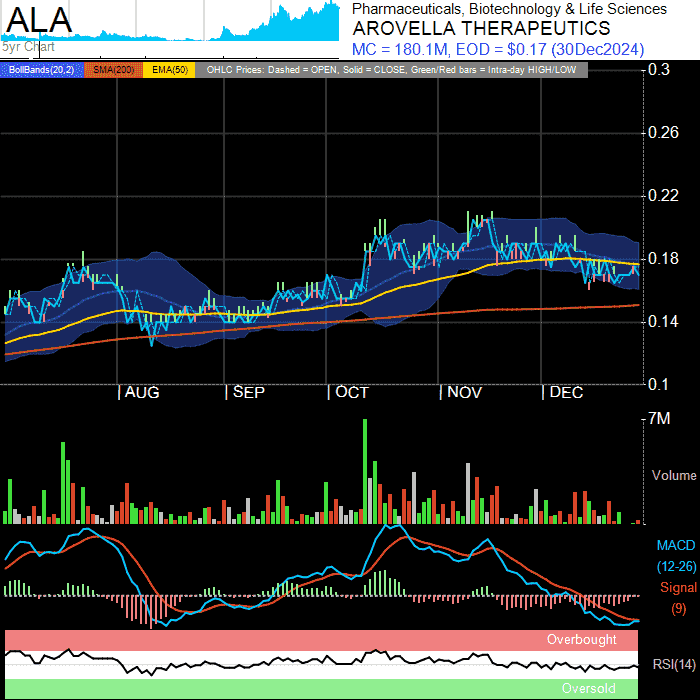 ALA
5yr Chart
Pharmaceuticals, Biotechnology & Life Sciences
AROVELLA THERAPEUTICS
MC = 180.1M, EOD = $0.17 (30Dec2024)
BollBands(20,2) SMA(200) EMA(50) OHLC Prices: Dashed = OPEN, Solid = CLOSE, Green/Red bars = Intra-day HIGH/LOW
0.3
0.26
0.22
0.18
0.14
0.1
AUG SEP OCT NOV DEC
7M
Volume
MACD
(12-26)
Signal
(9)
Overbought
RSI(14)
Oversold